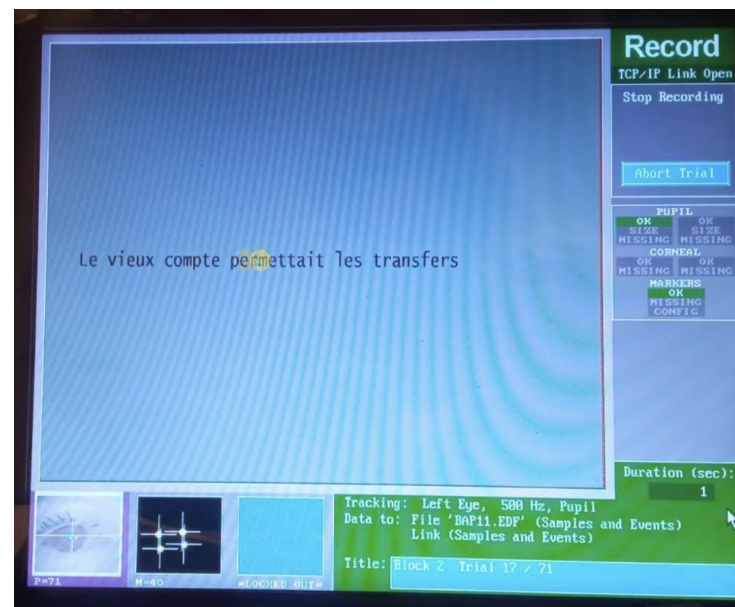 Record
TCP/IP Link Open
Stop Recording
Abort Trial
PUPIL
OK OK
SIZE SIZE
MISSING MISSING
CORNEAL
OK OK
MISSING MISSING
MARKERS
OK
MISSING
CONFIG
Le vieux compte permettait les transfers
Duration (sec):
1
Tracking: Left Eye, 500 Hz, Pupil
Data to: File 'BAP11.EDF' (Samples and Events)
Link (Samples and Events)
Title: Block 2 Trial 17 / 71
P=71
M=40
*LOCKED OUT*